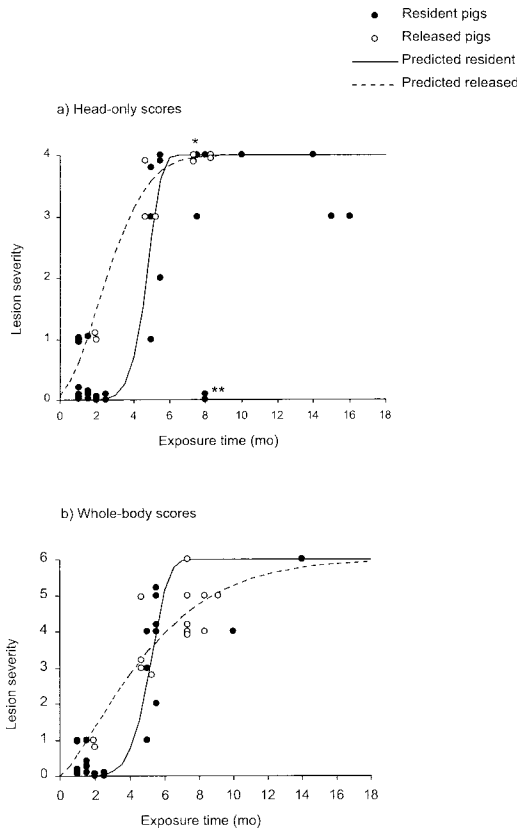 Resident pigs
Released pigs
Predicted resident
Predicted released
a) Head-only scores
*
4
3
2
1
0
**
Lesion severity
0 2 4 6 8 10 12 14 16 18
Exposure time (mo)
b) Whole-body scores
6
5
4
3
2
1
0
Lesion severity
0 2 4 6 8 10 12 14 16 18
Exposure time (mo)